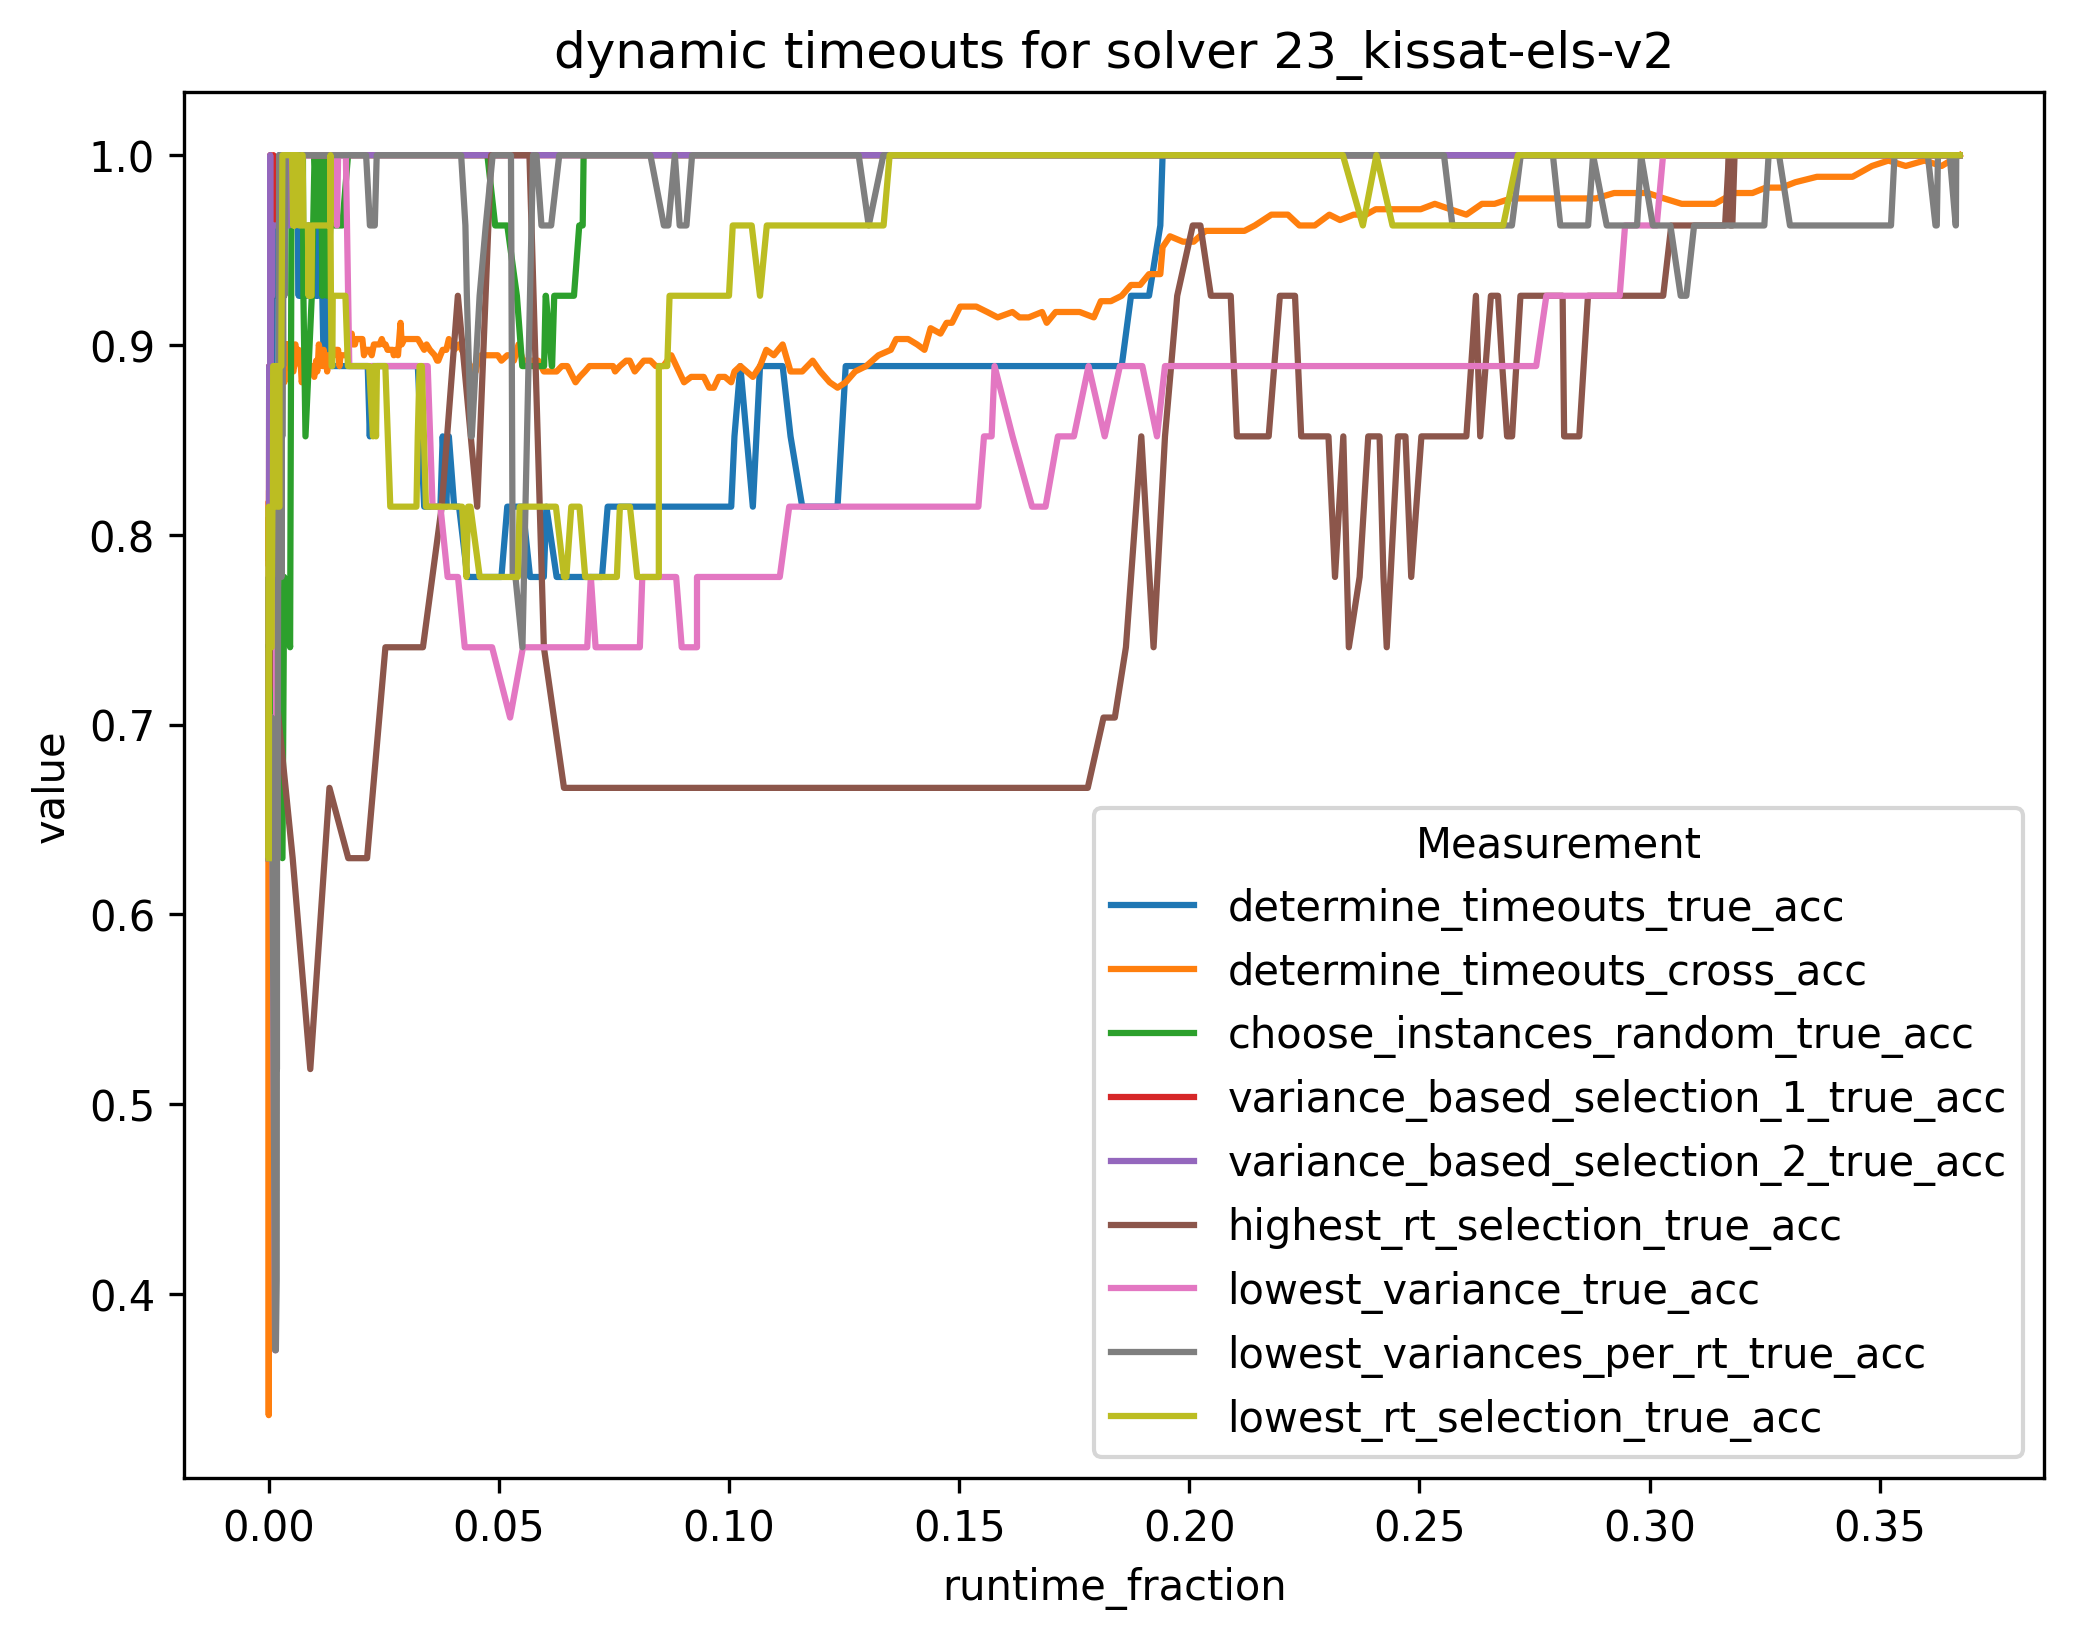 dynamic timeouts for solver 23_kissat-els-v2
1.0
0.9
0.8
0.7
0.6
0.5
0.4
value
Measurement
determine_timeouts_true_acc
determine_timeouts_cross_acc
choose_instances_random_true_acc
variance_based_selection_1_true_acc
variance_based_selection_2_true_acc
highest_rt_selection_true_acc
lowest_variance_true_acc
lowest_variances_per_rt_true_acc
lowest_rt_selection_true_acc
0.00 0.05 0.10 0.15 0.20 0.25 0.30 0.35
runtime_fraction